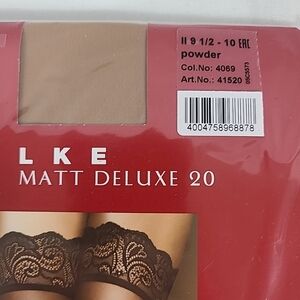 II 9 1/2 - 10 EAC
powder
Col.No: 4069
Art.No.: 41520
4004758968878
LKE
MATT DELUXE 20